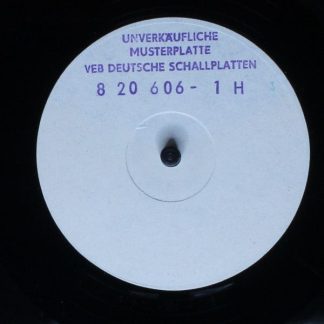 UNVERKÄUFLICHE
MUSTERPLATTE
VEB DEUTSCHE SCHALLPLATTEN
8 20 606- 1 H